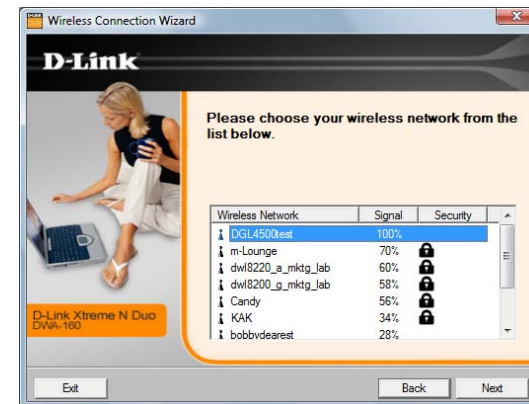 Wireless Connection Wizard
D-Link
Please choose your wireless network from the
list below.
Wireless Network Signal Security
DGL4500test 100%
m-Lounge 70%
dwl8220_a_mktg_lab 60%
dwl8200_g_mktg_lab 58%
Candy 56%
KAK 34%
bobbydearest 28%
D-Link Xtreme N Duo
DWA-160
Exit Back Next